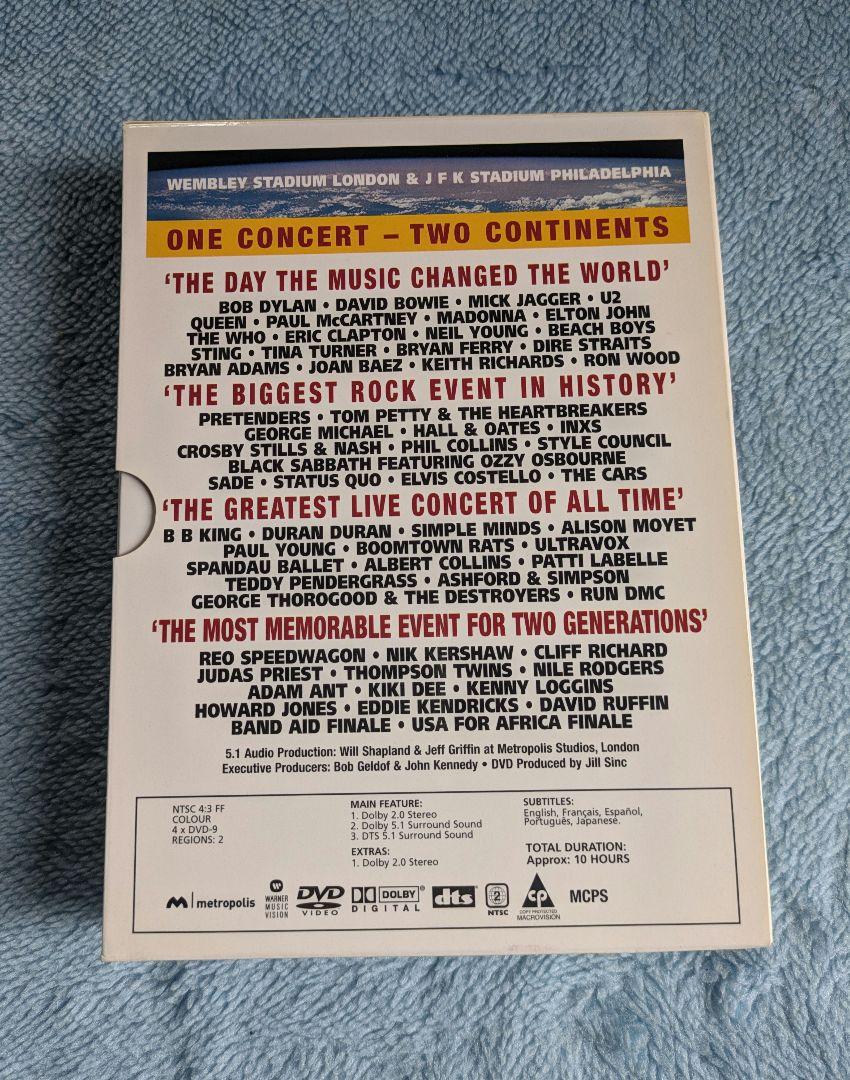 WEMBLEY STADIUM LONDON & J F K STADIUM PHILADELPHIA
ONE CONCERT – TWO CONTINENTS
‘THE DAY THE MUSIC CHANGED THE WORLD’
BOB DYLAN • DAVID BOWIE • MICK JAGGER • U2
QUEEN • PAUL McCARTNEY • MADONNA • ELTON JOHN
THE WHO • ERIC CLAPTON • NEIL YOUNG • BEACH BOYS
STING • TINA TURNER • BRYAN FERRY • DIRE STRAITS
BRYAN ADAMS • JOAN BAEZ • KEITH RICHARDS • RON WOOD
‘THE BIGGEST ROCK EVENT IN HISTORY’
PRETENDERS • TOM PETTY & THE HEARTBREAKERS
GEORGE MICHAEL • HALL & OATES • INXS
CROSBY STILLS & NASH • PHIL COLLINS • STYLE COUNCIL
BLACK SABBATH FEATURING OZZY OSBOURNE
SADE • STATUS QUO • ELVIS COSTELLO • THE CARS
‘THE GREATEST LIVE CONCERT OF ALL TIME’
B B KING • DURAN DURAN • SIMPLE MINDS • ALISON MOYET
PAUL YOUNG • BOOMTOWN RATS • ULTRAVOX
SPANDAU BALLET • ALBERT COLLINS • PATTI LABELLE
TEDDY PENDERGRASS • ASHFORD & SIMPSON
GEORGE THOROGOOD & THE DESTROYERS • RUN DMC
‘THE MOST MEMORABLE EVENT FOR TWO GENERATIONS’
REO SPEEDWAGON • NIK KERSHAW • CLIFF RICHARD
JUDAS PRIEST • THOMPSON TWINS • NILE RODGERS
ADAM ANT • KIKI DEE • KENNY LOGGINS
HOWARD JONES • EDDIE KENDRICKS • DAVID RUFFIN
BAND AID FINALE • USA FOR AFRICA FINALE
5.1 Audio Production: Will Shapland & Jeff Griffin at Metropolis Studios, London
Executive Producers: Bob Geldof & John Kennedy • DVD Produced by Jill Sinc
NTSC 4:3 FF
COLOUR
4 x DVD-9
REGIONS: 2
MAIN FEATURE:
1. Dolby 2.0 Stereo
2. Dolby 5.1 Surround Sound
3. DTS 5.1 Surround Sound
EXTRAS:
1. Dolby 2.0 Stereo
SUBTITLES:
English, Français, Español,
Português, Japanese.
TOTAL DURATION:
Approx: 10 HOURS
metropolis
WARNER
MUSIC
VISION
DVD
VIDEO
DOLBY
DIGITAL
dts
2
NTSC
CP
COPY PROTECTED
MACROVISION
MCPS